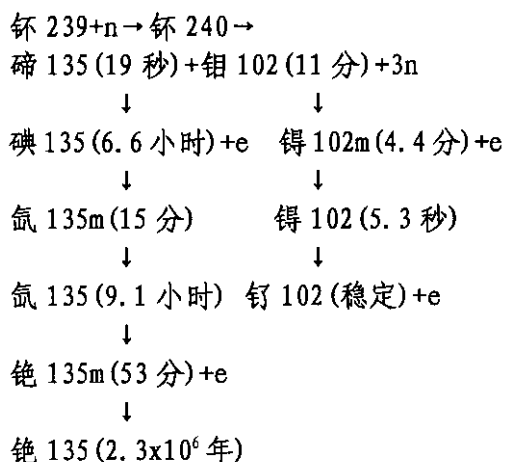 钚 239+n→钚 240→
碲 135(19 秒)+钼 102(11 分)+3n
↓ ↓
碘 135(6.6 小时)+e 锝 102m(4.4 分)+e
↓ ↓
氙 135m(15 分) 锝 102(5.3 秒)
↓ ↓
氙 135(9.1 小时) 钌 102(稳定)+e
↓
铯 135m(53 分)+e
↓
铯 135(2.3x10⁶ 年)